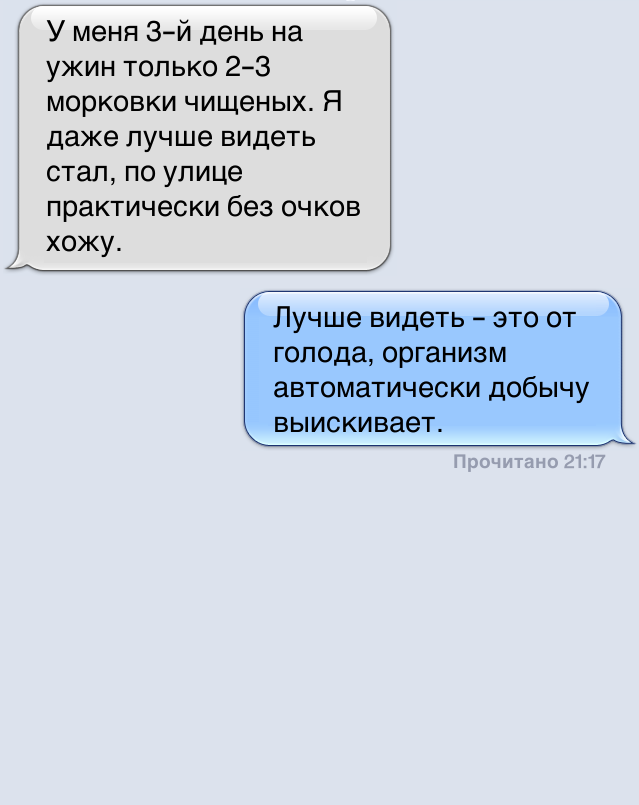 У меня 3-й день на
ужин только 2-3
морковки чищеных. Я
даже лучше видеть
стал, по улице
практически без очков
хожу.
Лучше видеть - это от
голода, организм
автоматически добычу
выискивает.
Прочитано 21:17